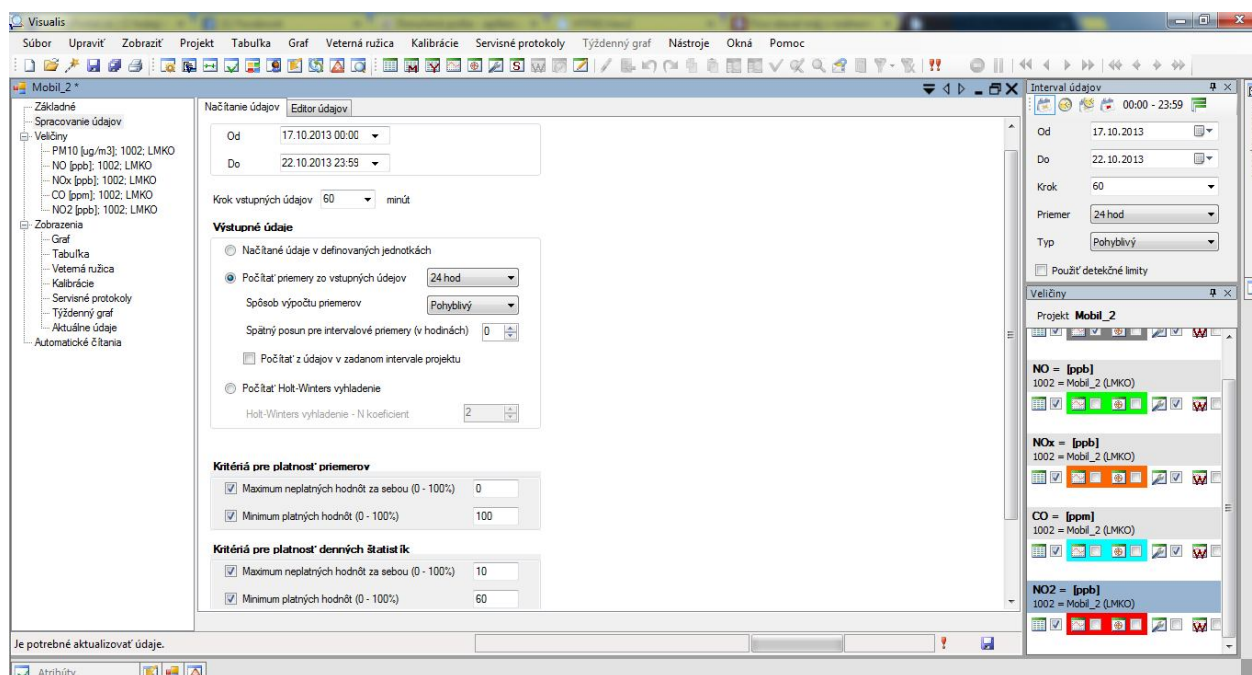 Visualis
Súbor Upraviť Zobraziť Projekt Tabuľka Graf Veterná ružica Kalibrácie Servisné protokoly Týždenný graf Nástroje Okná Pomoc
Mobil_2 *
Základné
Spracovanie údajov
Veličiny
PM10 [ug/m3]; 1002; LMKO
NO [ppb]; 1002; LMKO
NOx [ppb]; 1002; LMKO
CO [ppm]; 1002; LMKO
NO2 [ppb]; 1002; LMKO
Zobrazenia
Graf
Tabuľka
Veterná ružica
Kalibrácie
Servisné protokoly
Týždenný graf
Aktuálne údaje
Automatické čítania
Načítanie údajov Editor údajov
Od 17.10.2013 00:00
Do 22.10.2013 23:59
Krok vstupných údajov 60 minút
Výstupné údaje
Načítané údaje v definovaných jednotkách
Počítať priemery zo vstupných údejov 24 hod
Spôsob výpočtu priemerov Pohyblivý
Spätný posun pre intervalové priemery (v hodinách) 0
Počítať z údajov v zadanom intervale projektu
Počítať Holt-Winters vyhladenie
Holt-Winters vyhladenie - N koeficient 2
Kritériá pre platnosť priemerov
Maximum neplatných hodnôt za sebou (0 - 100%) 0
Minimum platných hodnôt (0 - 100%) 100
Kritériá pre platnosť denných štatistík
Maximum neplatných hodnôt za sebou (0 - 100%) 10
Minimum platných hodnôt (0 - 100%) 60
Interval údajov
00:00 - 23:59
Od 17.10.2013
Do 22.10.2013
Krok 60
Priemer 24 hod
Typ Pohyblivý
Použiť detekčné limity
Veličiny
Projekt Mobil_2
NO = [ppb]
1002 = Mobil_2 (LMKO)
NOx = [ppb]
1002 = Mobil_2 (LMKO)
CO = [ppm]
1002 = Mobil_2 (LMKO)
NO2 = [ppb]
1002 = Mobil_2 (LMKO)
Je potrebné aktualizovať údaje.
Atribúty